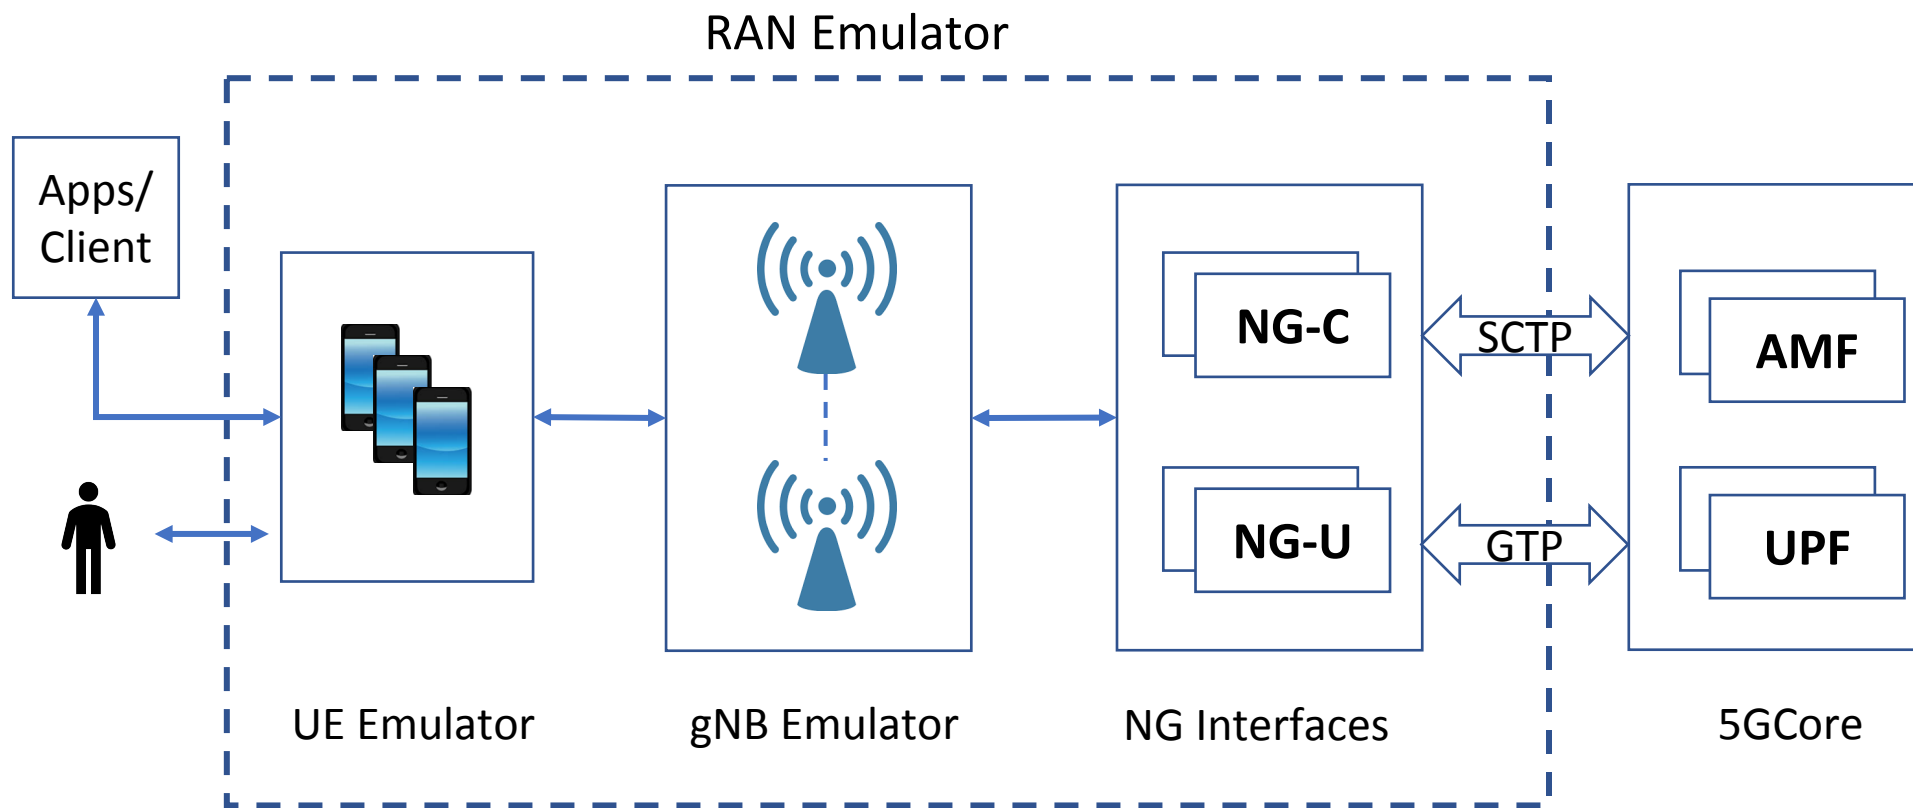 RAN Emulator
Apps/
Client
NG-C
SCTP
AMF
NG-U
GTP
UPF
UE Emulator
gNB Emulator
NG Interfaces
5GCore